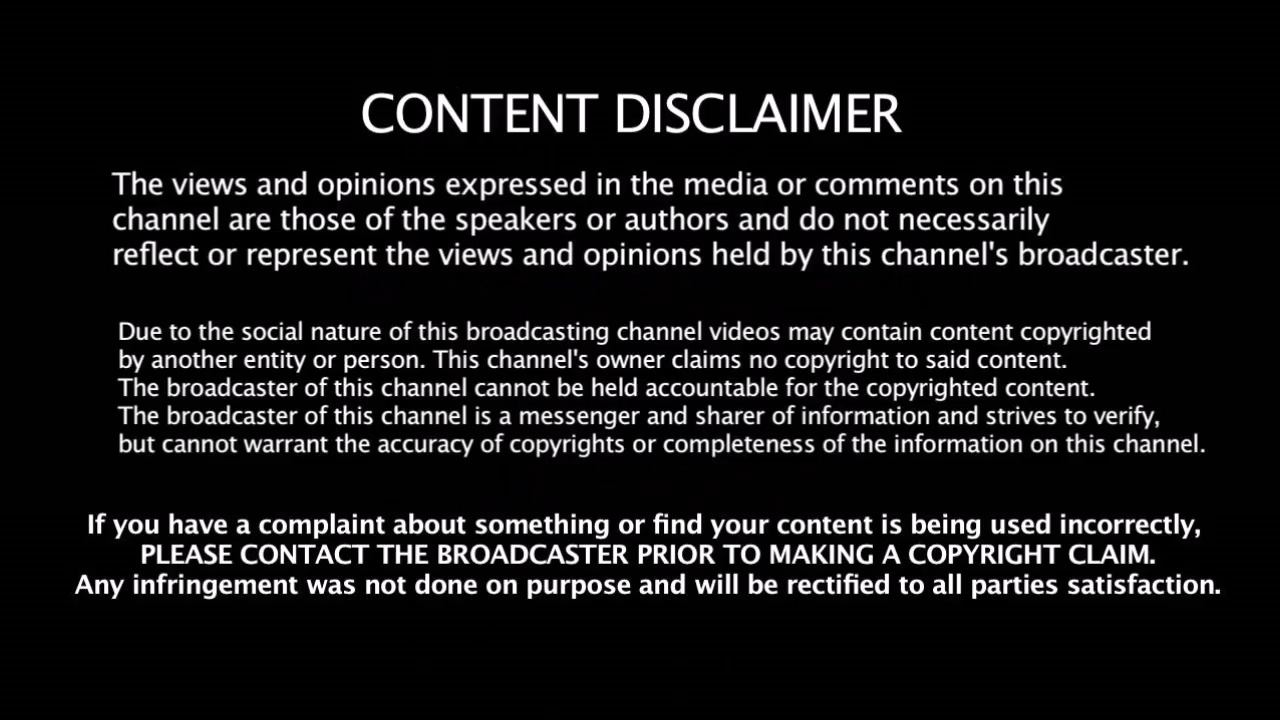 CONTENT DISCLAIMER
The views and opinions expressed in the media or comments on this
channel are those of the speakers or authors and do not necessarily
reflect or represent the views and opinions held by this channel's broadcaster.
Due to the social nature of this broadcasting channel videos may contain content copyrighted
by another entity or person. This channel's owner claims no copyright to said content.
The broadcaster of this channel cannot be held accountable for the copyrighted content.
The broadcaster of this channel is a messenger and sharer of information and strives to verify,
but cannot warrant the accuracy of copyrights or completeness of the information on this channel.
If you have a complaint about something or find your content is being used incorrectly,
PLEASE CONTACT THE BROADCASTER PRIOR TO MAKING A COPYRIGHT CLAIM.
Any infringement was not done on purpose and will be rectified to all parties satisfaction.